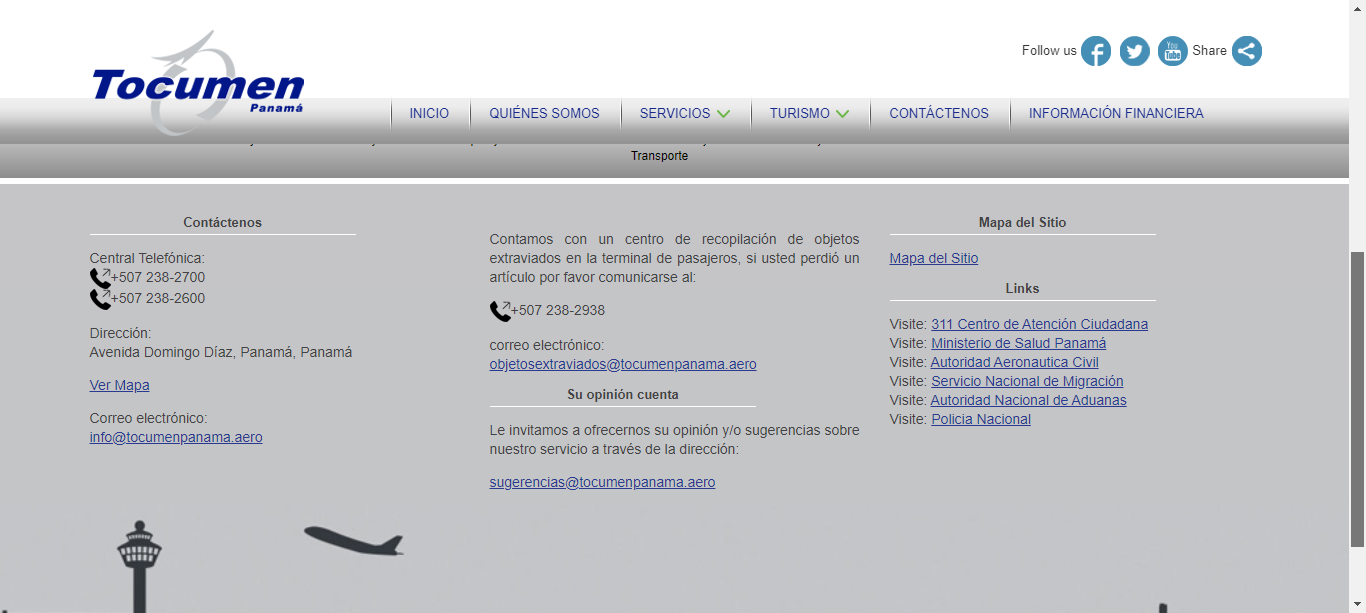 Follow us
You
Tube
Share
Tocumen
Panamá
INICIO
QUIÉNES SOMOS
SERVICIOS
TURISMO
CONTÁCTENOS
INFORMACIÓN FINANCIERA
Transporte
Contáctenos
Central Telefónica:
+507 238-2700
+507 238-2600
Dirección:
Avenida Domingo Díaz, Panamá, Panamá
Ver Mapa
Correo electrónico:
info@tocumenpanama.aero
Contamos con un centro de recopilación de objetos
extraviados en la terminal de pasajeros, si usted perdió un
artículo por favor comunicarse al:
+507 238-2938
correo electrónico:
objetosextraviados@tocumenpanama.aero
Su opinión cuenta
Le invitamos a ofrecernos su opinión y/o sugerencias sobre
nuestro servicio a través de la dirección:
sugerencias@tocumenpanama.aero
Mapa del Sitio
Mapa del Sitio
Links
Visite: 311 Centro de Atención Ciudadana
Visite: Ministerio de Salud Panamá
Visite: Autoridad Aeronautica Civil
Visite: Servicio Nacional de Migración
Visite: Autoridad Nacional de Aduanas
Visite: Policia Nacional